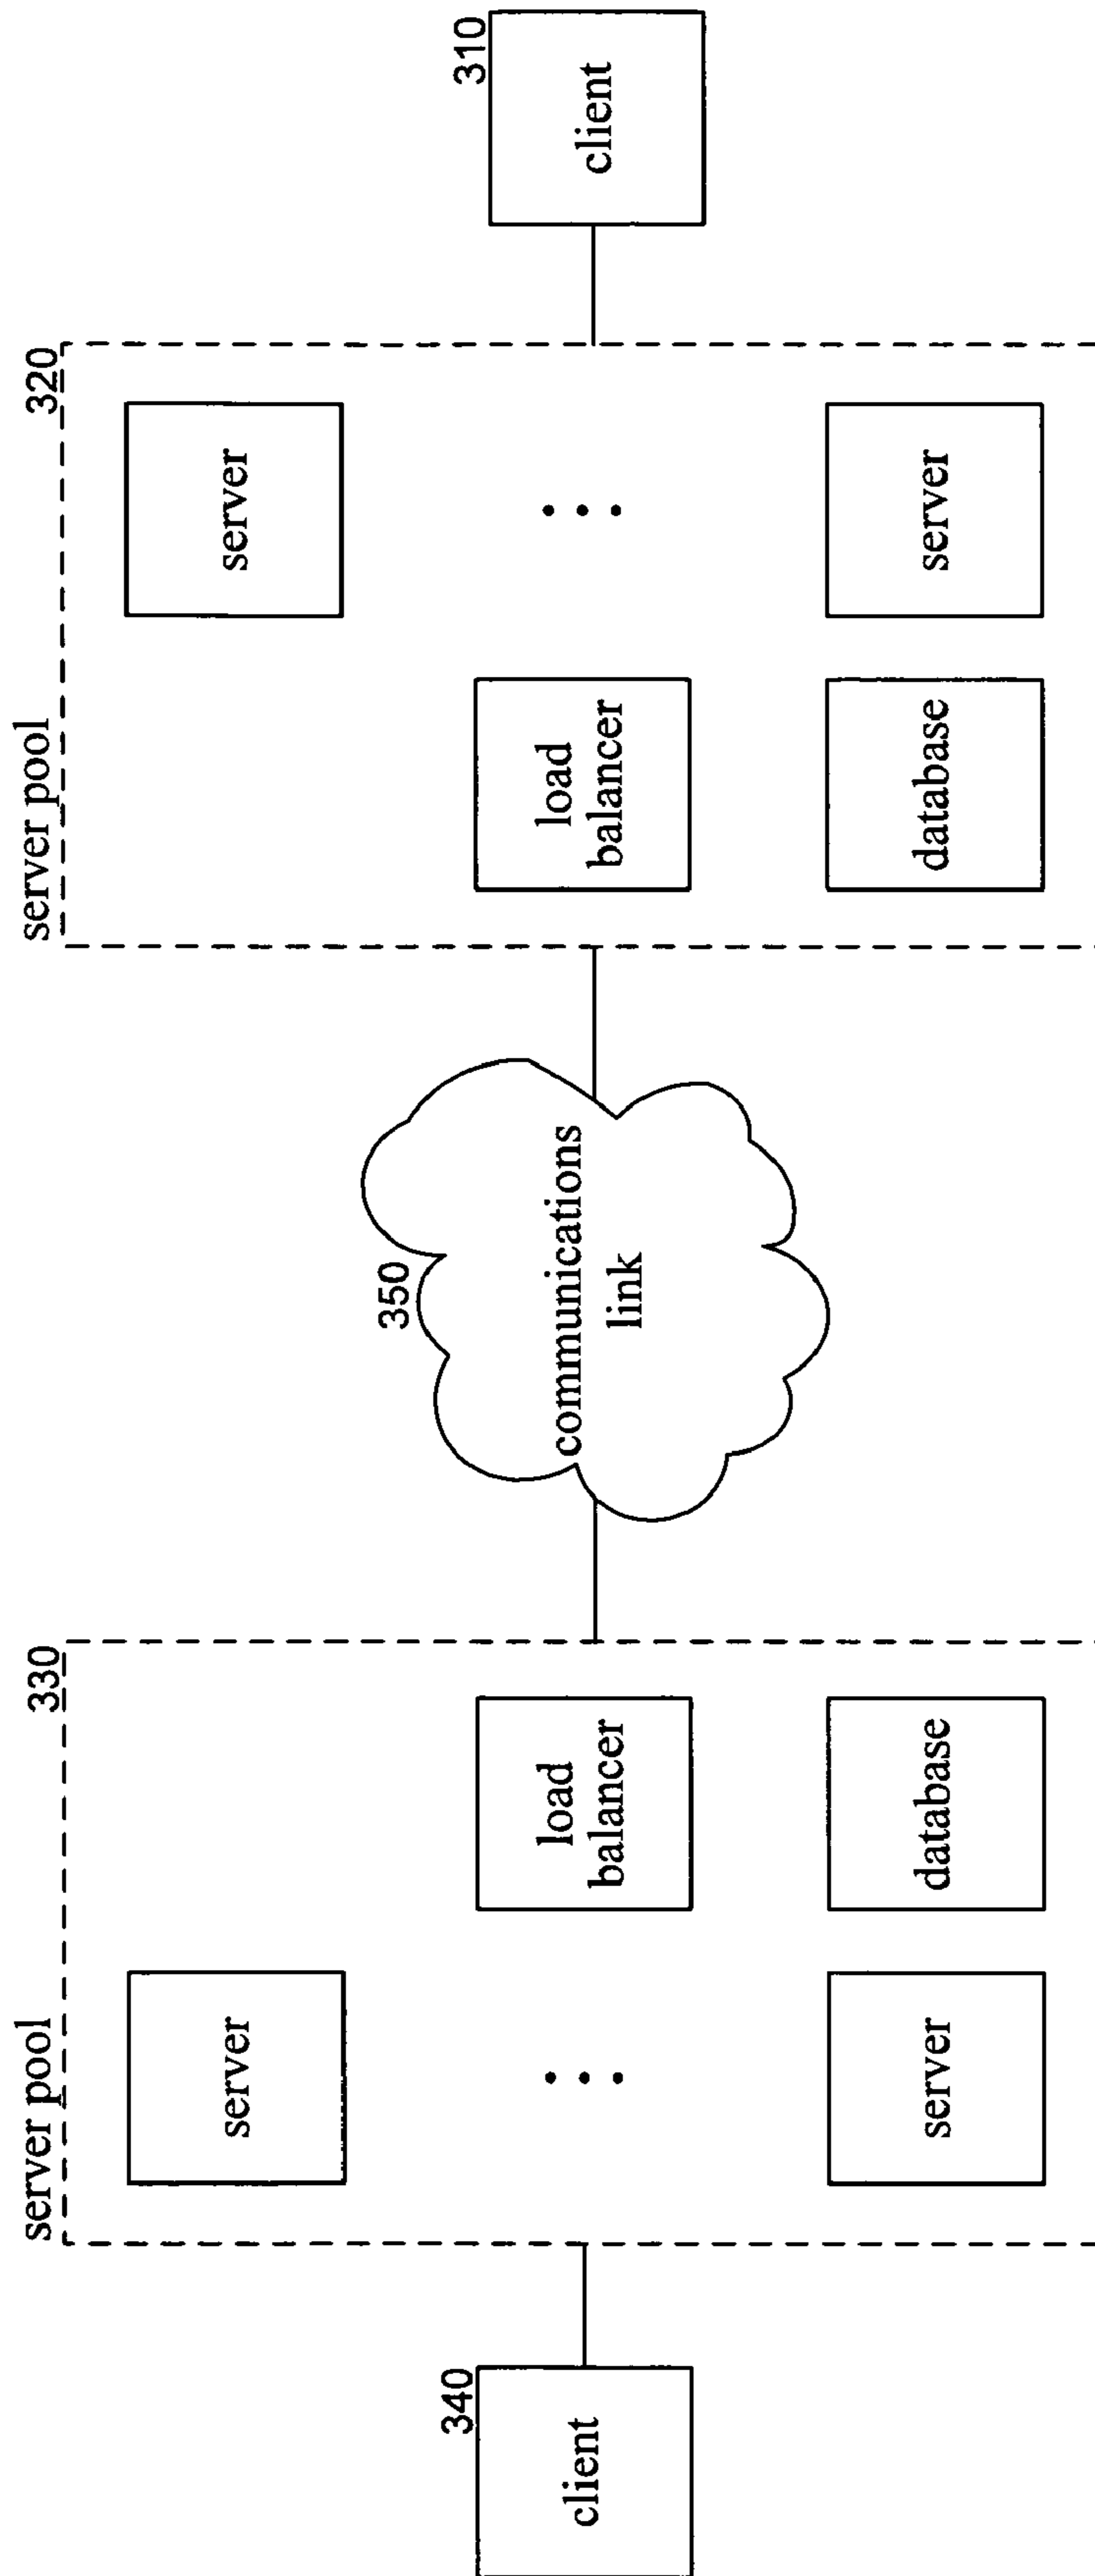 server pool
330
server pool
320
server
server
340
client
load
balancer
350
communications
link
load
balancer
310
client
server
database
database
server